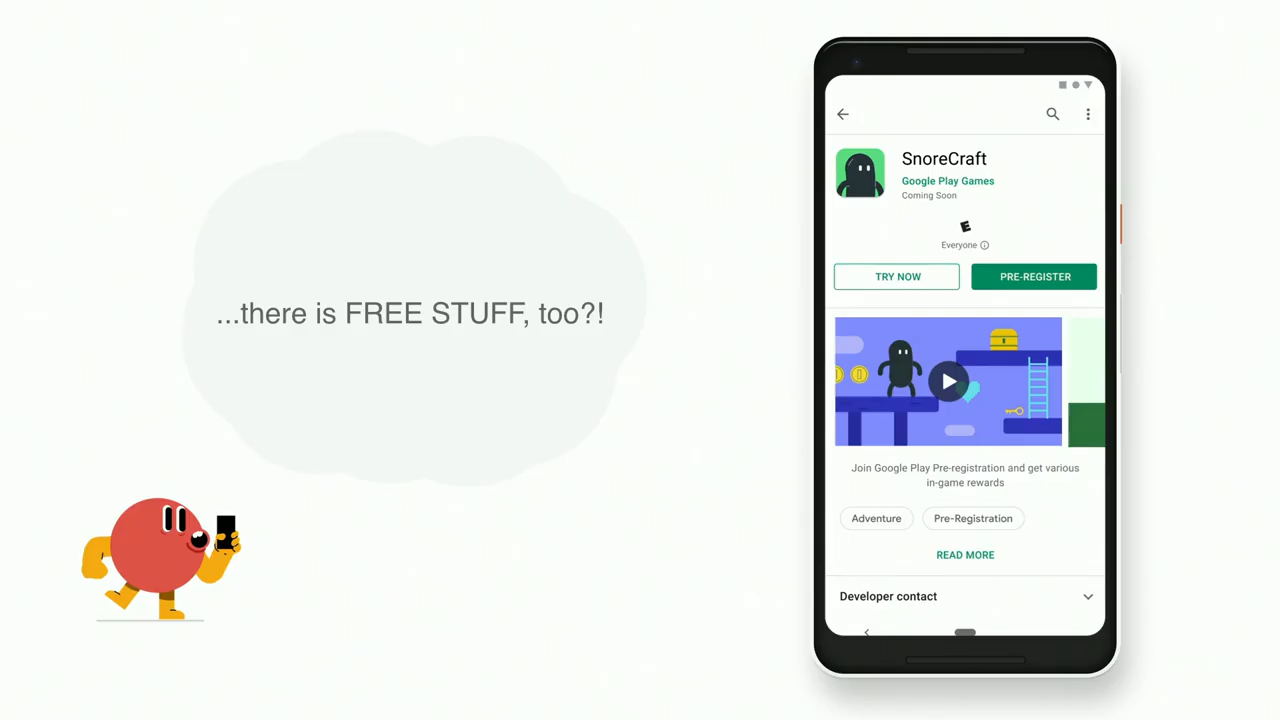 ...there is FREE STUFF, too?!
SnoreCraft
Google Play Games
Coming Soon
E
Everyone
TRY NOW
PRE-REGISTER
Join Google Play Pre-registration and get various
in-game rewards
Adventure
Pre-Registration
READ MORE
Developer contact